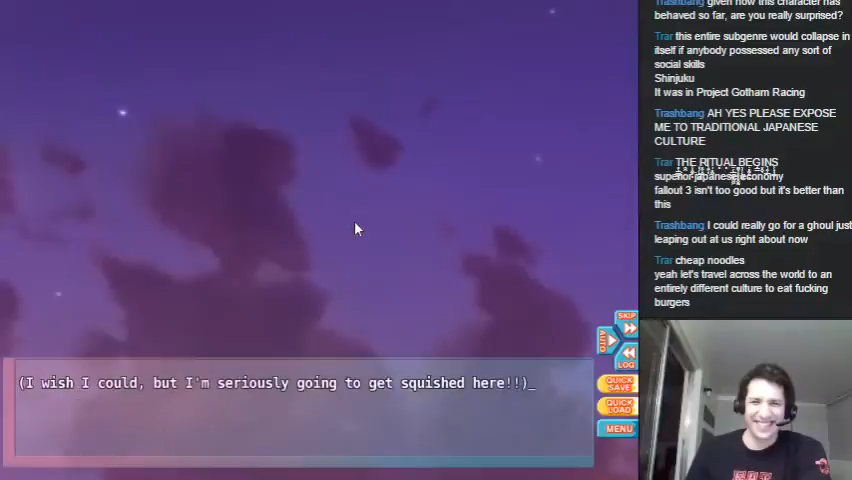 Trashbang given how this character has
behaved so far, are you really surprised?
Trar this entire subgenre would collapse in
itself if anybody possessed any sort of
social skills
Shinjuku
It was in Project Gotham Racing
Trashbang AH YES PLEASE EXPOSE
ME TO TRADITIONAL JAPANESE
CULTURE
Trar THE RITUAL BEGINS
superior japanese economy
fallout 3 isn't too good but it's better than
this
Trashbang I could really go for a ghoul just
leaping out at us right about now
Trar cheap noodles
yeah let's travel across the world to an
entirely different culture to eat fucking
burgers
SKIP
AUTO
LOG
(I wish I could, but I'm seriously going to get squished here!!)_
QUICK
SAVE
QUICK
LOAD
MENU